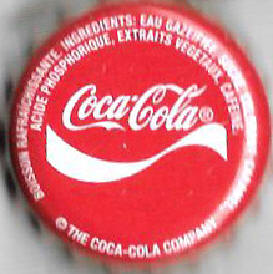 BOISSON RAFRAICHISSANTE. INGREDIENTS: EAU GAZEIFIEE,
ACIDE PHOSPHORIQUE, EXTRAITS VEGETAUX, CAFEINE.
Coca-Cola®
© THE COCA-COLA COMPANY